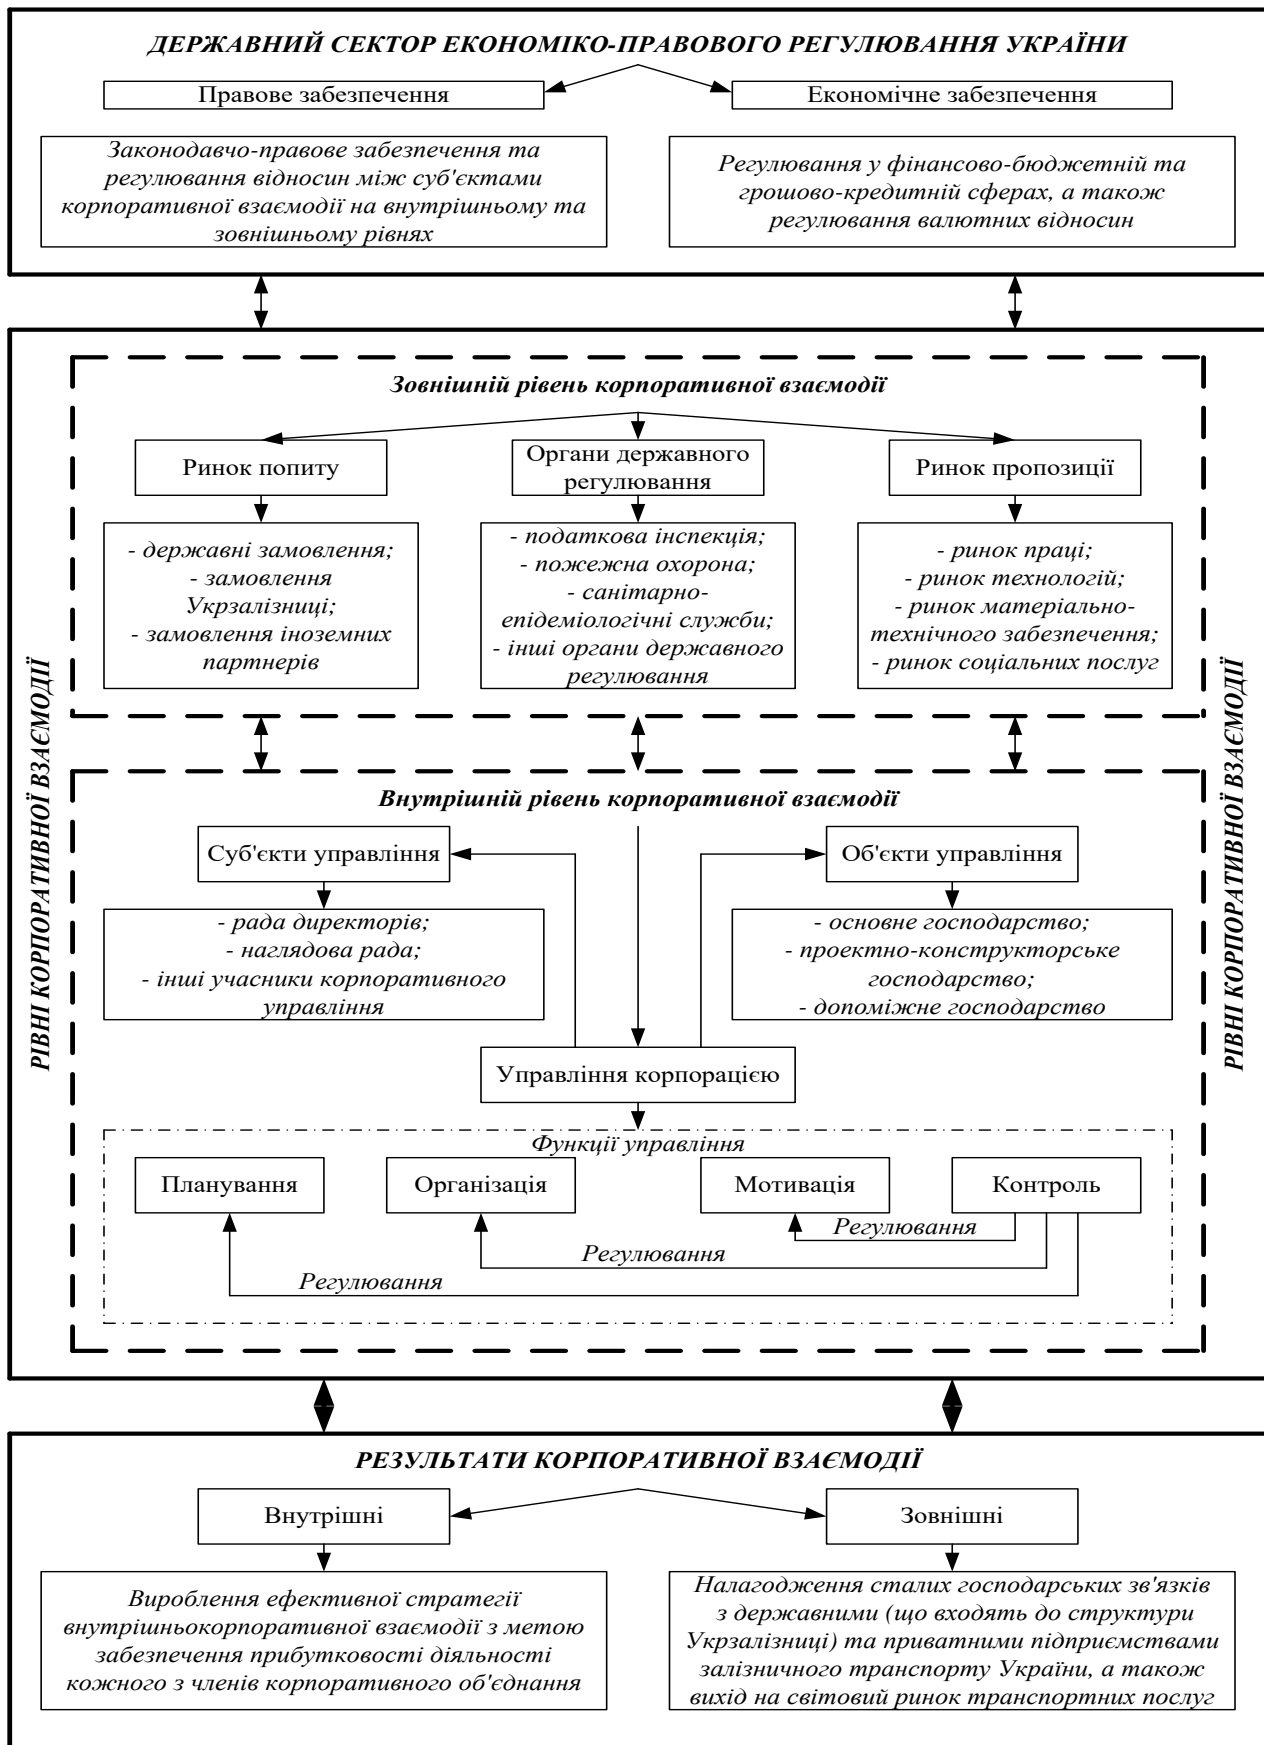 ДЕРЖАВНИЙ СЕКТОР ЕКОНОМІКО-ПРАВОВОГО РЕГУЛЮВАННЯ УКРАЇНИ
Правове забезпечення
Економічне забезпечення
Законодавчо-правове забезпечення та
регулювання відносин між суб'єктами
корпоративної взаємодії на внутрішньому та
зовнішньому рівнях
Регулювання у фінансово-бюджетній та
грошово-кредитній сферах, а також
регулювання валютних відносин
РІВНІ КОРПОРАТИВНОЇ ВЗАЄМОДІЇ
Зовнішній рівень корпоративної взаємодії
Ринок попиту
Органи державного
регулювання
Ринок пропозиції
- державні замовлення;
- замовлення
Укрзалізниці;
- замовлення іноземних
партнерів
- податкова інспекція;
- пожежна охорона;
- санітарно-
епідеміологічні служби;
- інші органи державного
регулювання
- ринок праці;
- ринок технологій;
- ринок матеріально-
технічного забезпечення;
- ринок соціальних послуг
РІВНІ КОРПОРАТИВНОЇ ВЗАЄМОДІЇ
Внутрішній рівень корпоративної взаємодії
Суб'єкти управління
Об'єкти управління
- рада директорів;
- наглядова рада;
- інші учасники корпоративного
управління
- основне господарство;
- проектно-конструкторське
господарство;
- допоміжне господарство
Управління корпорацією
Функції управління
Планування
Організація
Мотивація
Контроль
Регулювання
Регулювання
Регулювання
РЕЗУЛЬТАТИ КОРПОРАТИВНОЇ ВЗАЄМОДІЇ
Внутрішні
Зовнішні
Вироблення ефективної стратегії
внутрішньокорпоративної взаємодії з метою
забезпечення прибутковості діяльності
кожного з членів корпоративного об'єднання
Налагодження сталих господарських зв'язків
з державними (що входять до структури
Укрзалізниці) та приватними підприємствами
залізничного транспорту України, а також
вихід на світовий ринок транспортних послуг